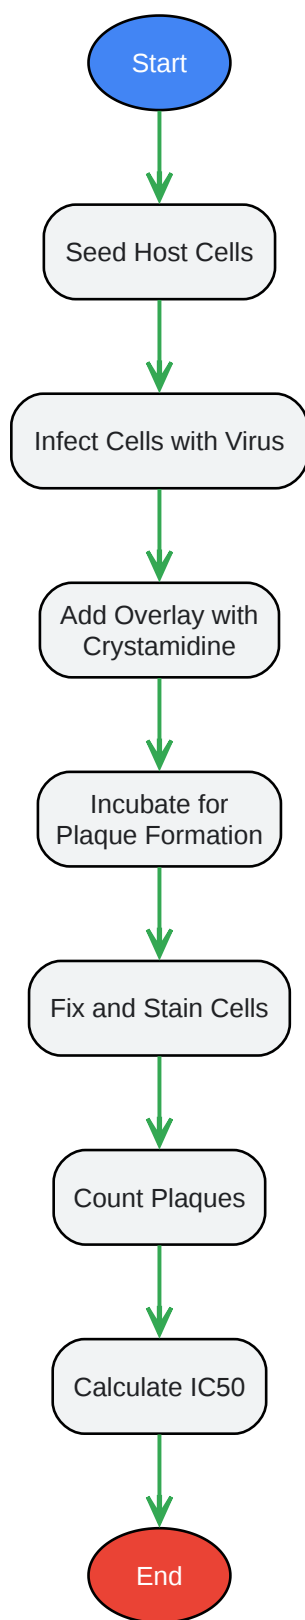 Start
Seed Host Cells
Infect Cells with Virus
Add Overlay with
Crystamidine
Incubate for
Plaque Formation
Fix and Stain Cells
Count Plaques
Calculate IC50
End